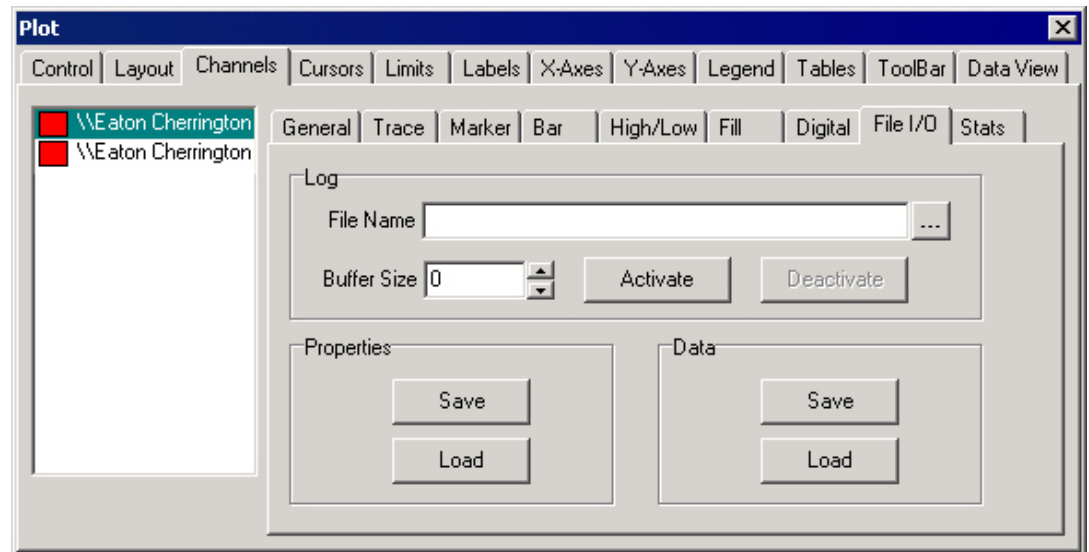 Plot
Control Layout Channels Cursors Limits Labels X-Axes Y-Axes Legend Tables ToolBar Data View
\\Eaton Cherrington
\\Eaton Cherrington
General Trace Marker Bar High/Low Fill Digital File I/O Stats
Log
File Name ...
Buffer Size 0 Activate Deactivate
Properties Data
Save Save
Load Load